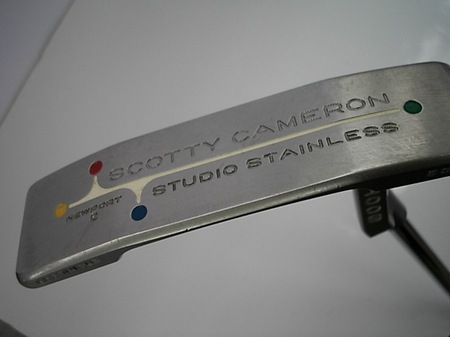 SCOTTY CAMERON
STUDIO STAINLESS
NEWPORT
2